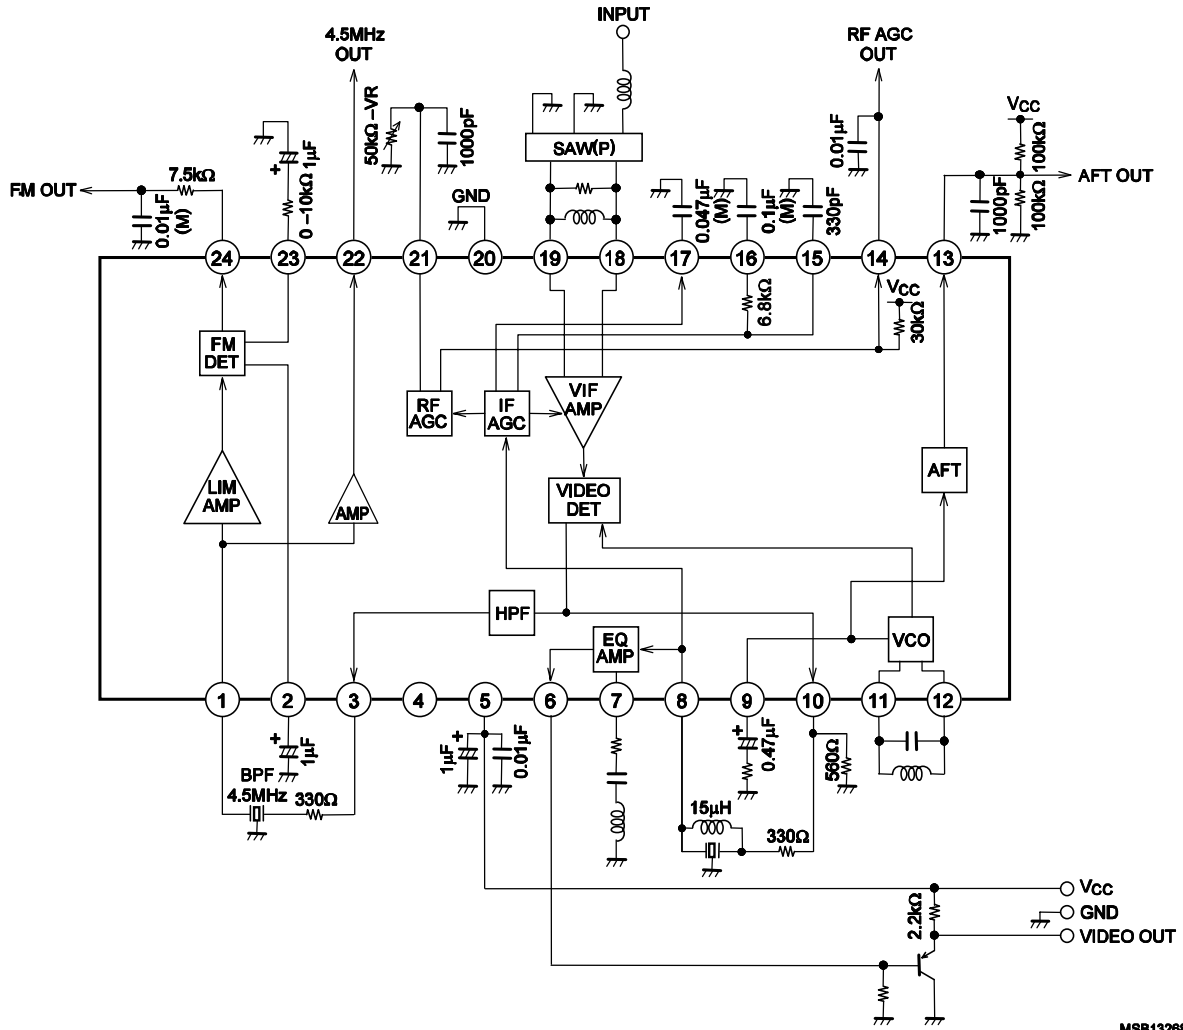 INPUT
4.5MHz
OUT
RF AGC
OUT
VCC
50kΩ–VR
1000pF
0.01μF
100kΩ
1μF
SAW(P)
FM OUT
7.5kΩ
AFT OUT
0.01μF
(M)
0–10kΩ
GND
0.047μF
(M)
0.1μF
(M)
330pF
1000pF
100kΩ
+
24
23
22
21
20
19
18
17
16
15
14
13
6.8kΩ
VCC
30kΩ
FM
DET
RF
AGC
IF
AGC
VIF
AMP
LIM
AMP
AMP
VIDEO
DET
AFT
HPF
EQ
AMP
VCO
1
2
3
4
5
6
7
8
9
10
11
12
+
1μF
+
1μF
0.01μF
+
0.47μF
560Ω
BPF
4.5MHz
330Ω
15μH
330Ω
VCC
2.2kΩ
GND
VIDEO OUT